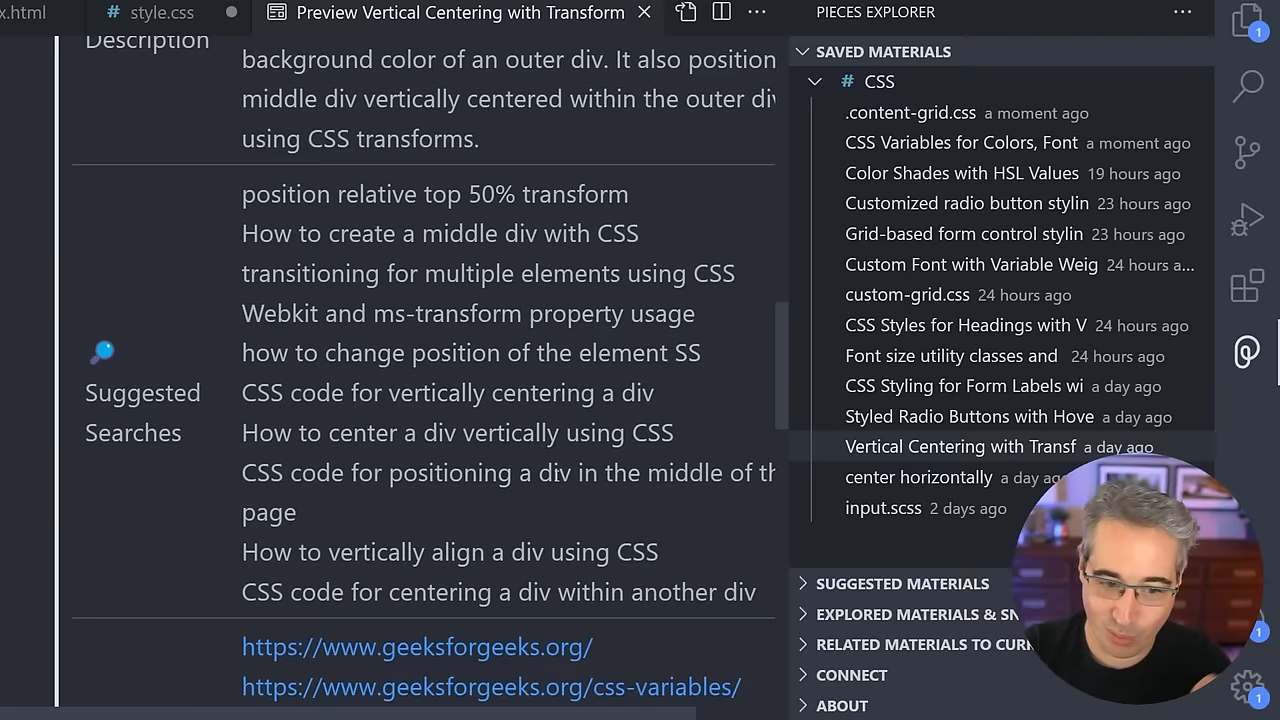 x.html
# style.css
Preview Vertical Centering with Transform
PIECES EXPLORER
Description
background color of an outer div. It also position
middle div vertically centered within the outer div
using CSS transforms.
position relative top 50% transform
How to create a middle div with CSS
transitioning for multiple elements using CSS
Webkit and ms-transform property usage
how to change position of the element SS
CSS code for vertically centering a div
How to center a div vertically using CSS
CSS code for positioning a div in the middle of th
page
How to vertically align a div using CSS
CSS code for centering a div within another div
Suggested
Searches
https://www.geeksforgeeks.org/
https://www.geeksforgeeks.org/css-variables/
SAVED MATERIALS
# CSS
.content-grid.css a moment ago
CSS Variables for Colors, Font a moment ago
Color Shades with HSL Values 19 hours ago
Customized radio button stylin 23 hours ago
Grid-based form control stylin 23 hours ago
Custom Font with Variable Weig 24 hours a...
custom-grid.css 24 hours ago
CSS Styles for Headings with V 24 hours ago
Font size utility classes and 24 hours ago
CSS Styling for Form Labels wi a day ago
Styled Radio Buttons with Hove a day ago
Vertical Centering with Transf a day ago
center horizontally a day ago
input.scss 2 days ago
SUGGESTED MATERIALS
EXPLORED MATERIALS & SN
RELATED MATERIALS TO CURR
CONNECT
ABOUT
1
1
1